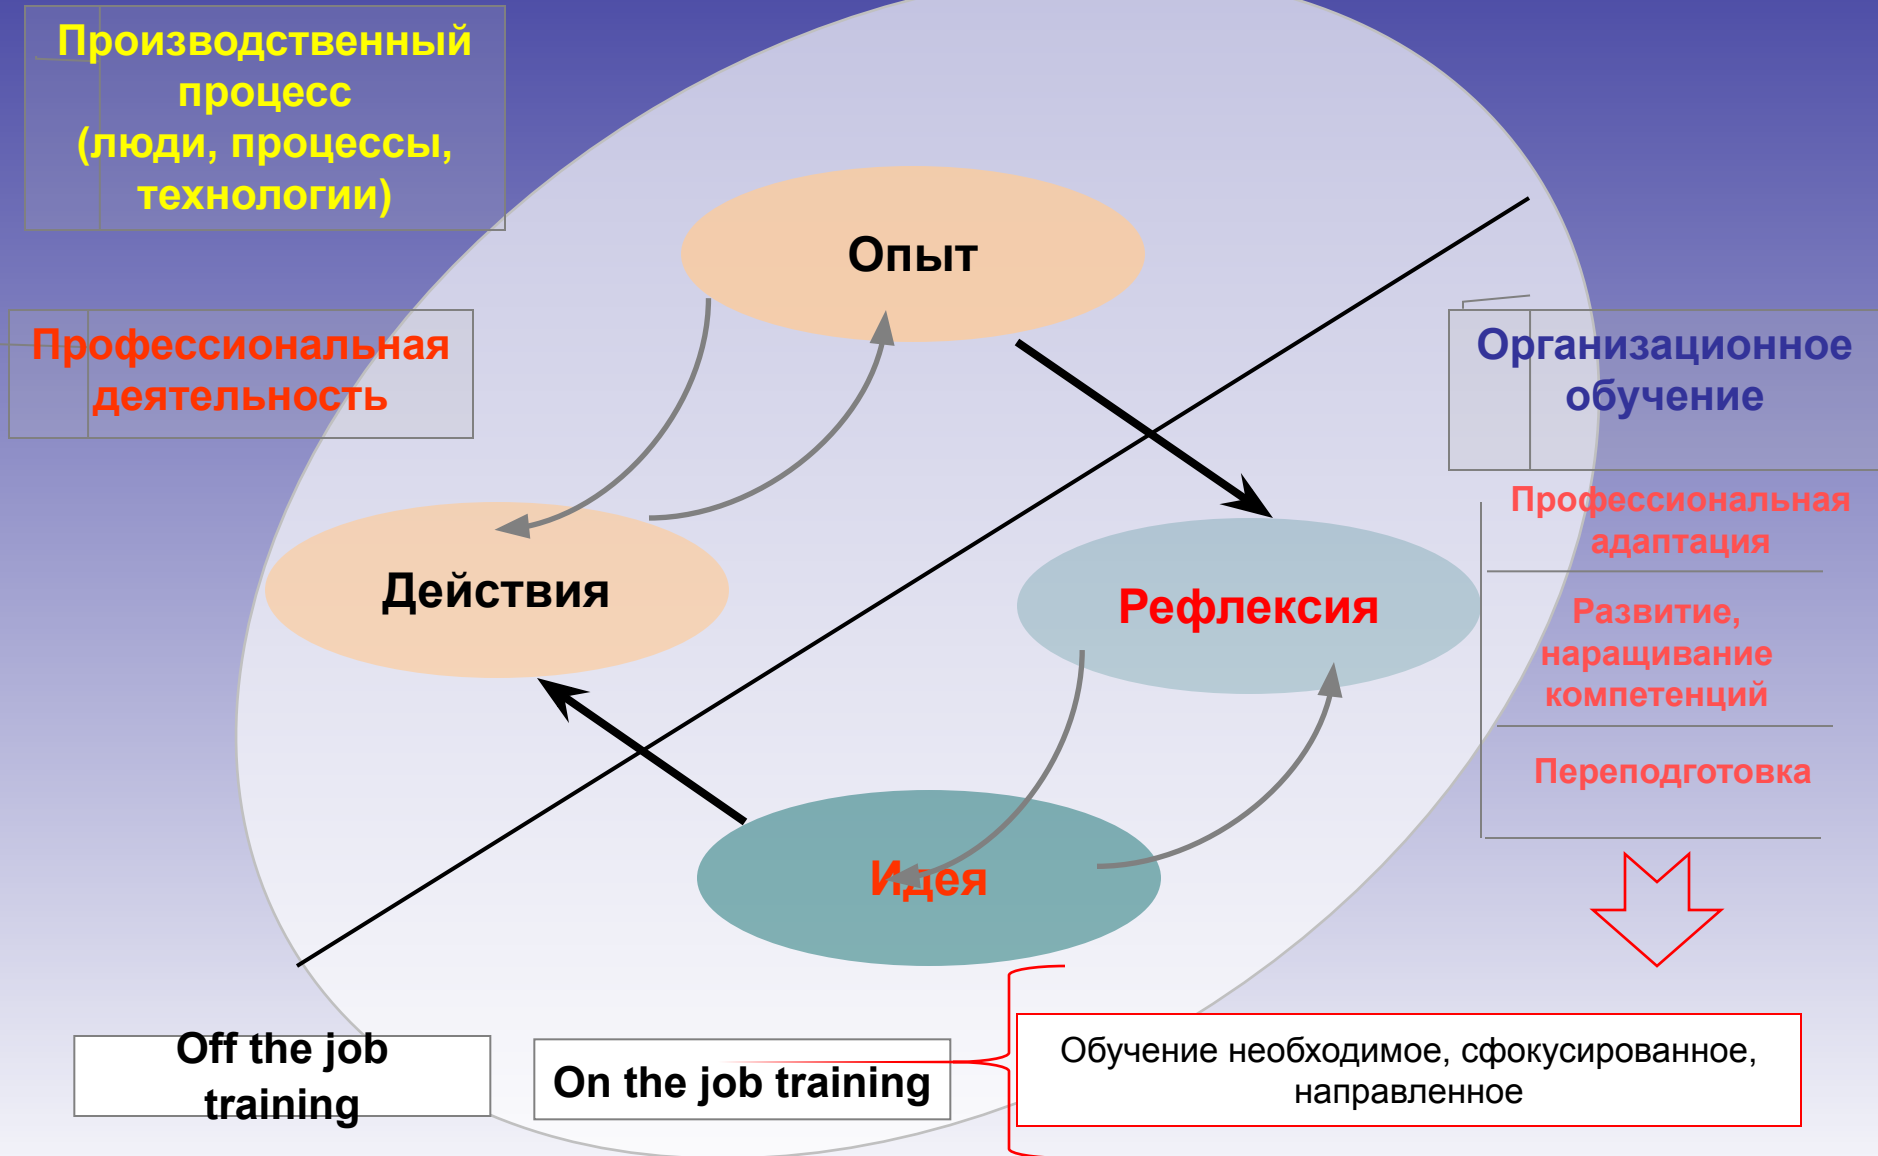 Производственный
процесс
(люди, процессы,
технологии)
Опыт
Профессиональная
деятельность
Организационное
обучение
Профессиональная
адаптация
Действия
Рефлексия
Развитие,
наращивание
компетенций
Переподготовка
Идея
Off the job
training
On the job training
Обучение необходимое, сфокусированное,
направленное